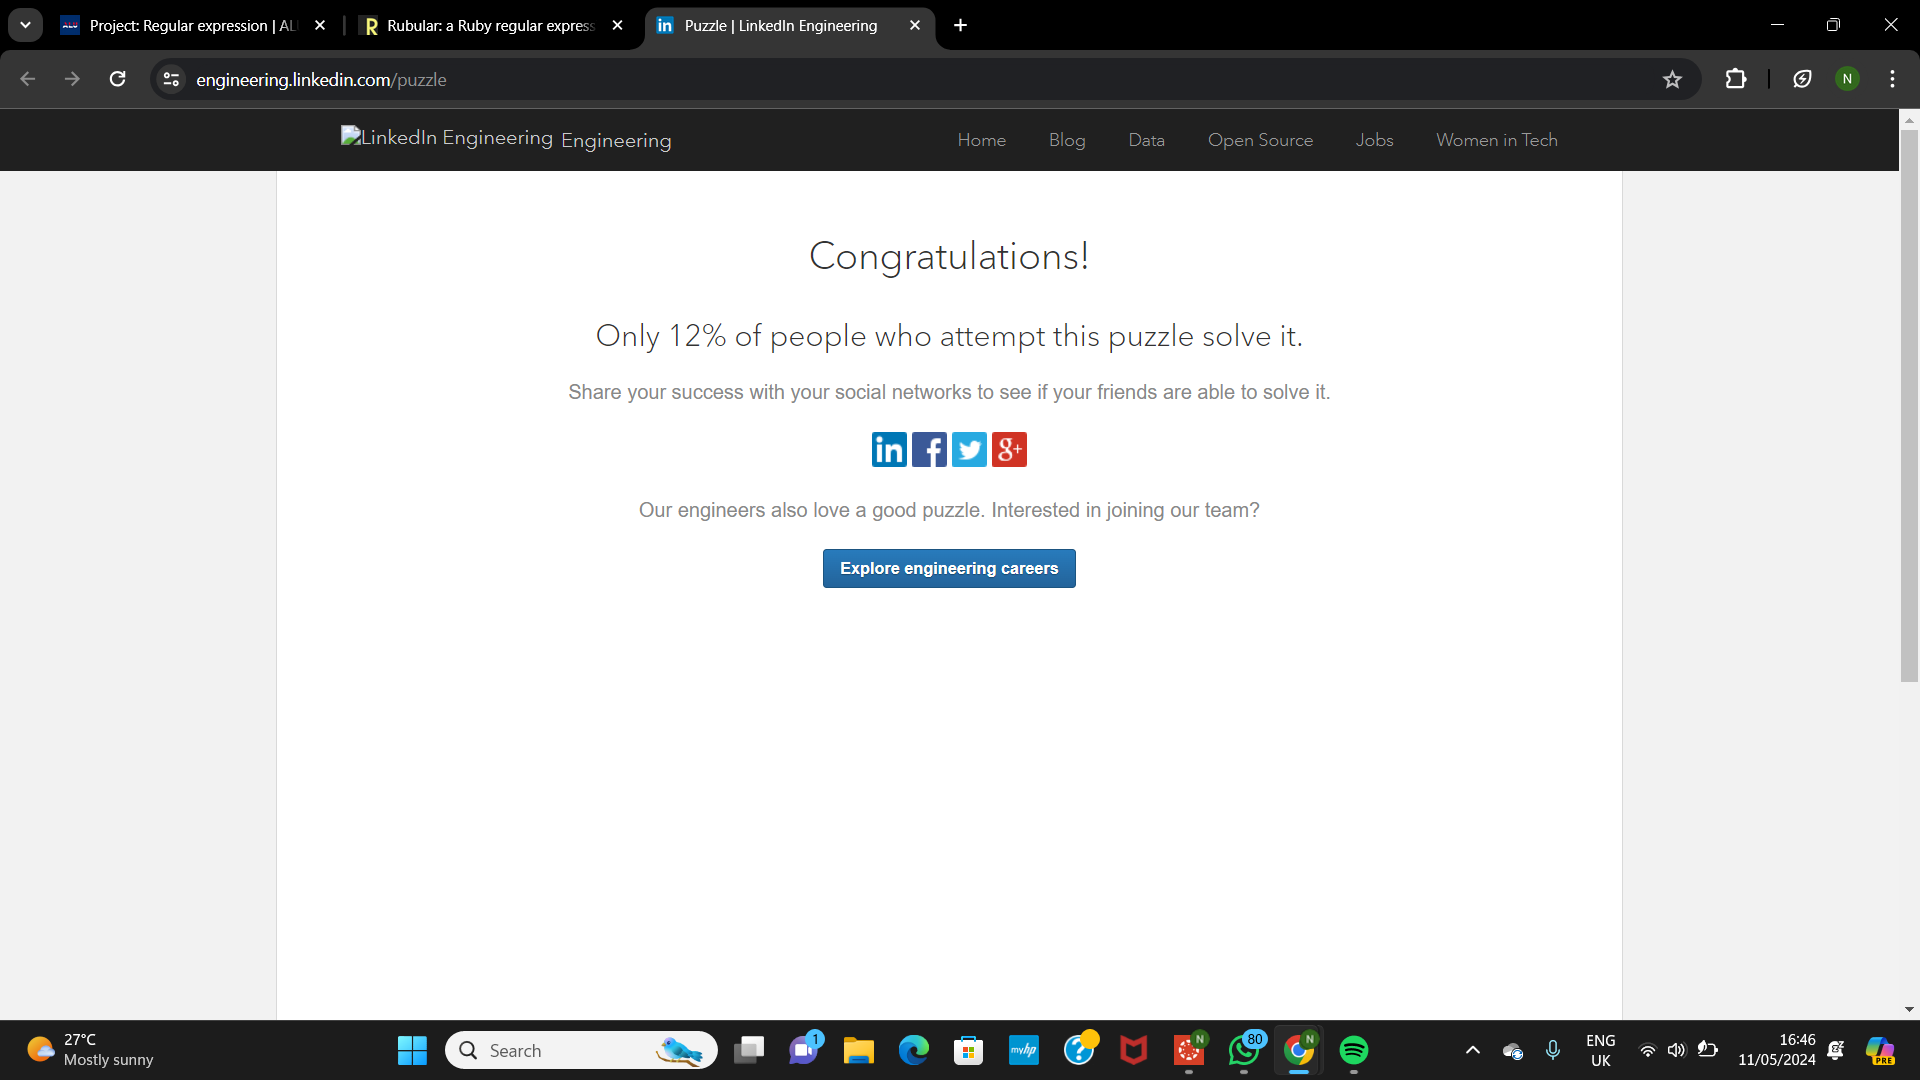 Project: Regular expression | AL
Rubular: a Ruby regular express
Puzzle | LinkedIn Engineering
engineering.linkedin.com/puzzle
N
LinkedIn Engineering Engineering
Home Blog Data Open Source Jobs Women in Tech
Congratulations!
Only 12% of people who attempt this puzzle solve it.
Share your success with your social networks to see if your friends are able to solve it.
in f g+
Our engineers also love a good puzzle. Interested in joining our team?
Explore engineering careers
27°C
Mostly sunny
Search
1
myhp
?
N
80
N
ENG
UK
16:46
11/05/2024
PRE